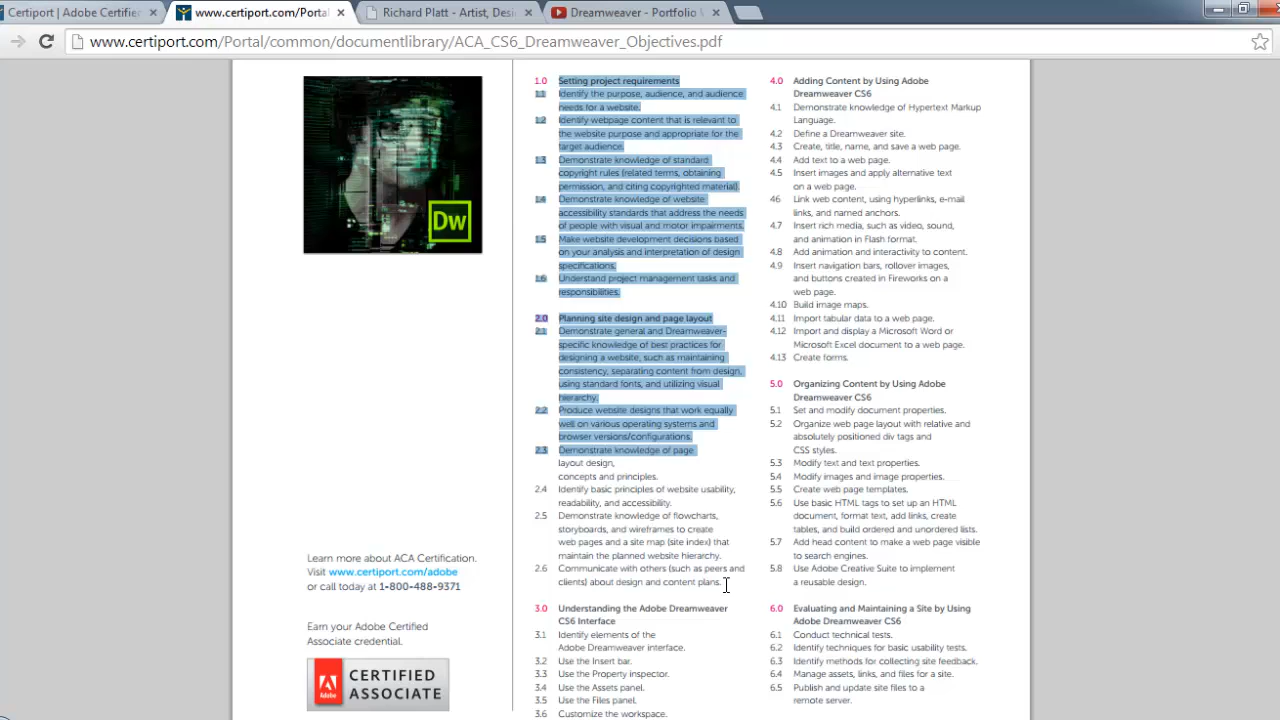 Certiport | Adobe Certified
www.certiport.com/Portal
Richard Platt - Artist, Desi
Dreamweaver - Portfolio
www.certiport.com/Portal/common/documentlibrary/ACA_CS6_Dreamweaver_Objectives.pdf
Dw
Learn more about ACA Certification.
Visit www.certiport.com/adobe
or call today at 1-800-488-9371
Earn your Adobe Certified
Associate credential.
Adobe
CERTIFIED
ASSOCIATE
1.0 Setting project requirements
1.1 Identify the purpose, audience, and audience
needs for a website.
1.2 Identify webpage content that is relevant to
the website purpose and appropriate for the
target audience.
1.3 Demonstrate knowledge of standard
copyright rules (related terms, obtaining
permission, and citing copyrighted material).
1.4 Demonstrate knowledge of website
accessibility standards that address the needs
of people with visual and motor impairments.
1.5 Make website development decisions based
on your analysis and interpretation of design
specifications.
1.6 Understand project management tasks and
responsibilities.
2.0 Planning site design and page layout
2.1 Demonstrate general and Dreamweaver-
specific knowledge of best practices for
designing a website, such as maintaining
consistency, separating content from design,
using standard fonts, and utilizing visual
hierarchy.
2.2 Produce website designs that work equally
well on various operating systems and
browser versions/configurations.
2.3 Demonstrate knowledge of page
layout design,
concepts and principles.
2.4 Identify basic principles of website usability,
readability, and accessibility.
2.5 Demonstrate knowledge of flowcharts,
storyboards, and wireframes to create
web pages and a site map (site index) that
maintain the planned website hierarchy.
2.6 Communicate with others (such as peers and
clients) about design and content plans.
3.0 Understanding the Adobe Dreamweaver
CS6 Interface
3.1 Identify elements of the
Adobe Dreamweaver interface.
3.2 Use the Insert bar.
3.3 Use the Property inspector.
3.4 Use the Assets panel.
3.5 Use the Files panel.
3.6 Customize the workspace.
4.0 Adding Content by Using Adobe
Dreamweaver CS6
4.1 Demonstrate knowledge of Hypertext Markup
Language.
4.2 Define a Dreamweaver site.
4.3 Create, title, name, and save a web page.
4.4 Add text to a web page.
4.5 Insert images and apply alternative text
on a web page.
46 Link web content, using hyperlinks, e-mail
links, and named anchors.
4.7 Insert rich media, such as video, sound,
and animation in Flash format.
4.8 Add animation and interactivity to content.
4.9 Insert navigation bars, rollover images,
and buttons created in Fireworks on a
web page.
4.10 Build image maps.
4.11 Import tabular data to a web page.
4.12 Import and display a Microsoft Word or
Microsoft Excel document to a web page.
4.13 Create forms.
5.0 Organizing Content by Using Adobe
Dreamweaver CS6
5.1 Set and modify document properties.
5.2 Organize web page layout with relative and
absolutely positioned div tags and
CSS styles.
5.3 Modify text and text properties.
5.4 Modify images and image properties.
5.5 Create web page templates.
5.6 Use basic HTML tags to set up an HTML
document, format text, add links, create
tables, and build ordered and unordered lists.
5.7 Add head content to make a web page visible
to search engines.
5.8 Use Adobe Creative Suite to implement
a reusable design.
6.0 Evaluating and Maintaining a Site by Using
Adobe Dreamweaver CS6
6.1 Conduct technical tests.
6.2 Identify techniques for basic usability tests.
6.3 Identify methods for collecting site feedback.
6.4 Manage assets, links, and files for a site.
6.5 Publish and update site files to a
remote server.